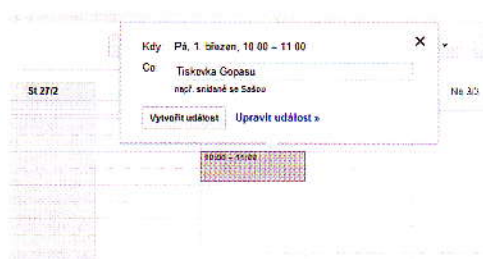 Kdy Pá, 1. březen, 10:00 – 11:00
Co Tiskovka Gopasu
např. snídaně se Sašou
Vytvořit událost Upravit událost »
St 27/2
Ne 3/3
10:00 – 11:00